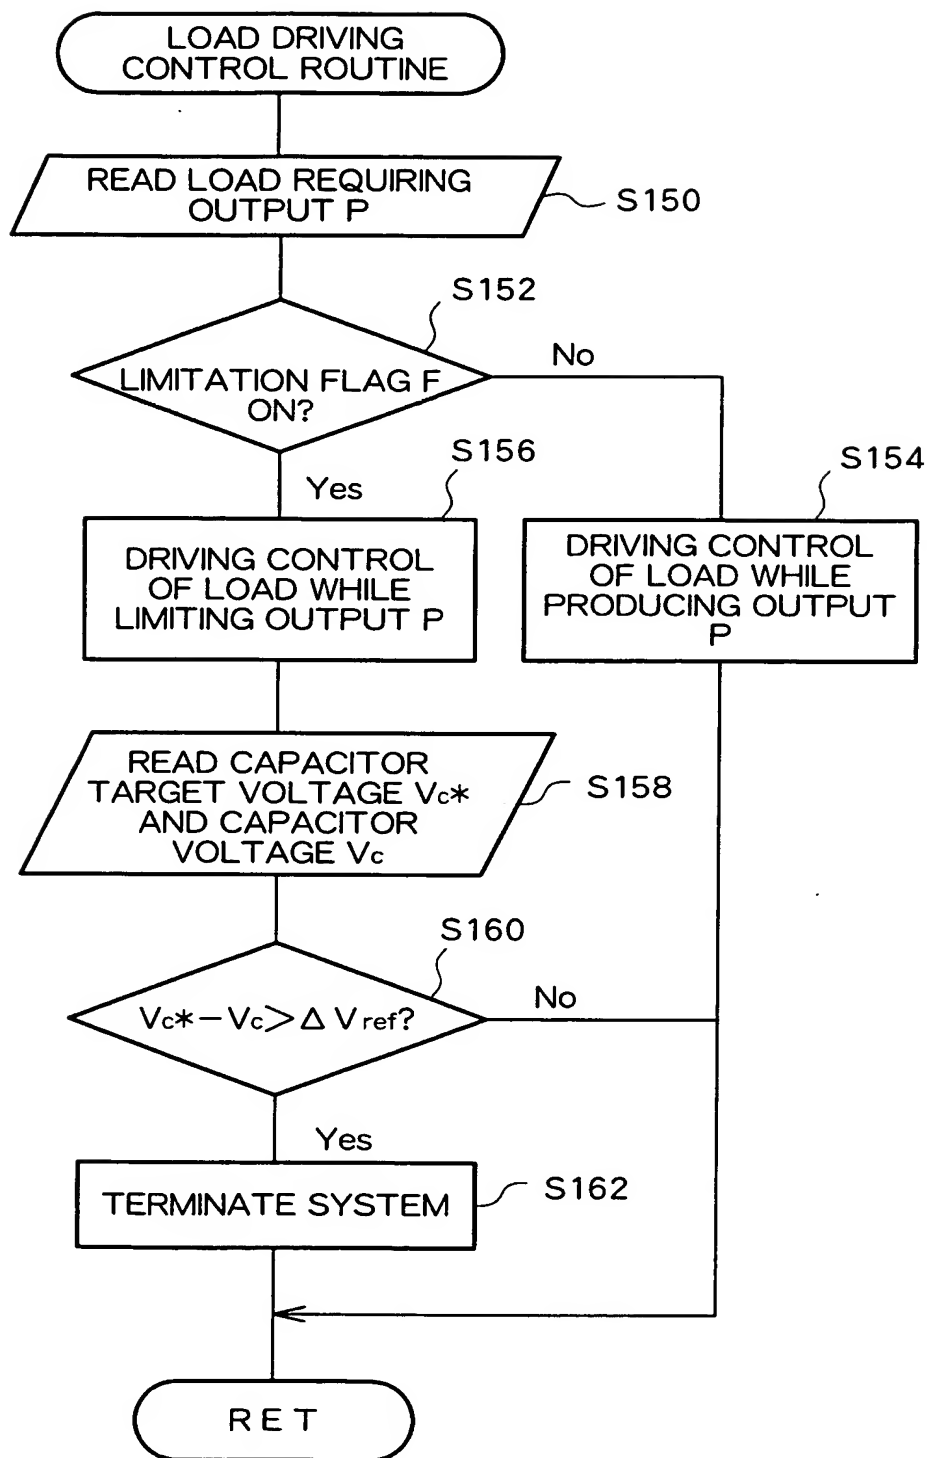 LOAD DRIVING
CONTROL ROUTINE
READ LOAD REQUIRING
OUTPUT P
S150
S152
LIMITATION FLAG F
ON?
No
Yes
S156
DRIVING CONTROL
OF LOAD WHILE
LIMITING OUTPUT P
S154
DRIVING CONTROL
OF LOAD WHILE
PRODUCING OUTPUT
P
READ CAPACITOR
TARGET VOLTAGE Vc*
AND CAPACITOR
VOLTAGE Vc
S158
S160
Vc*−Vc>Δ Vref?
No
Yes
TERMINATE SYSTEM
S162
RET